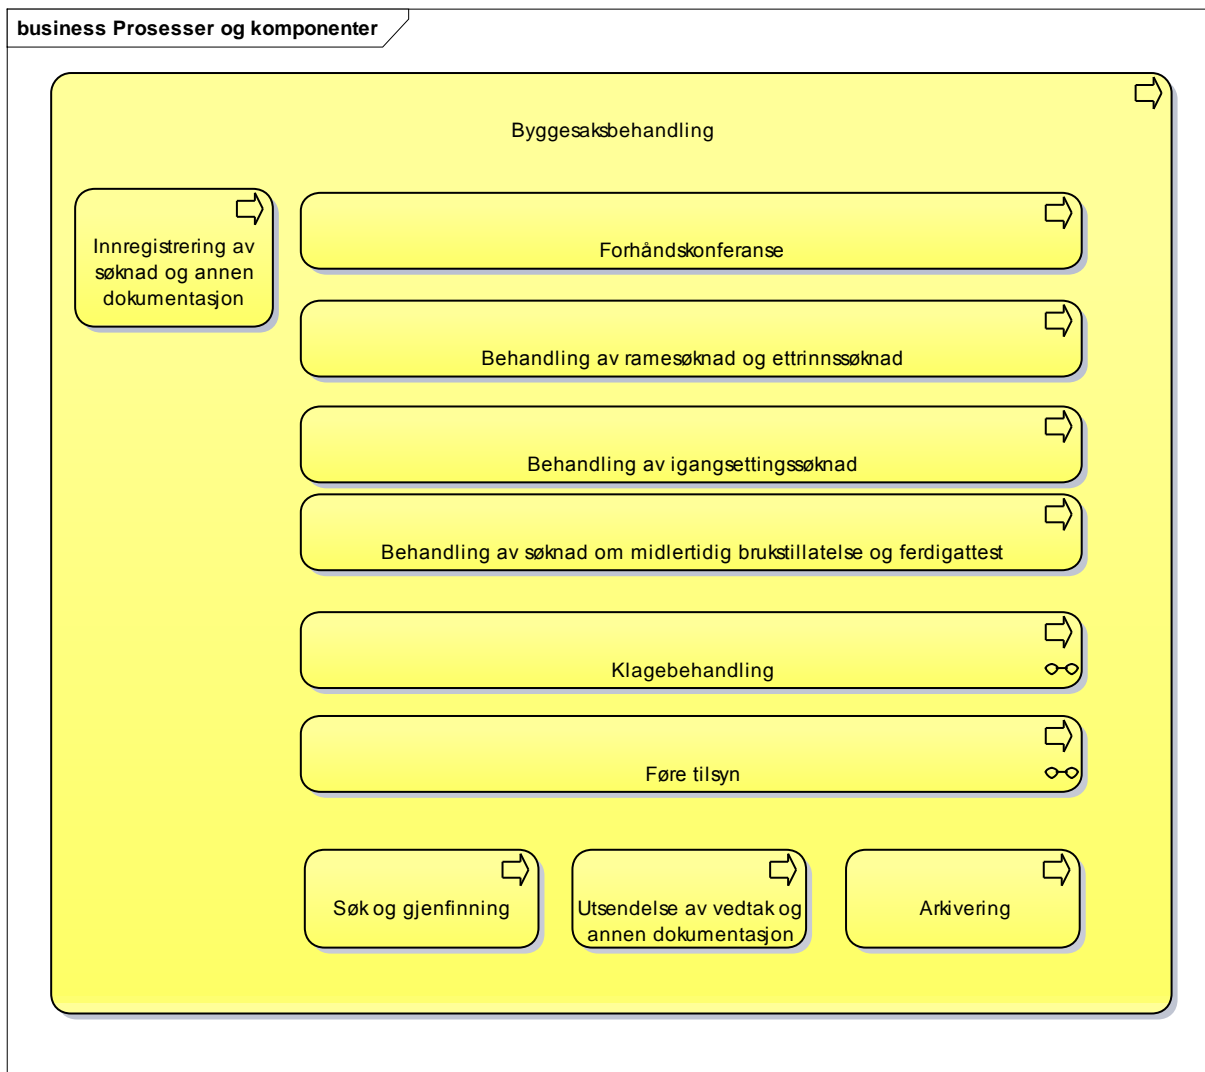 business Prosesser og komponenter
Byggesaksbehandling
Innregistrering av
søknad og annen
dokumentasjon
Forhåndskonferanse
Behandling av ramesøknad og ettrinnssøknad
Behandling av igangsettingssøknad
Behandling av søknad om midlertidig brukstillatelse og ferdigattest
Klagebehandling
Føre tilsyn
Søk og gjenfinning
Utsendelse av vedtak og
annen dokumentasjon
Arkivering